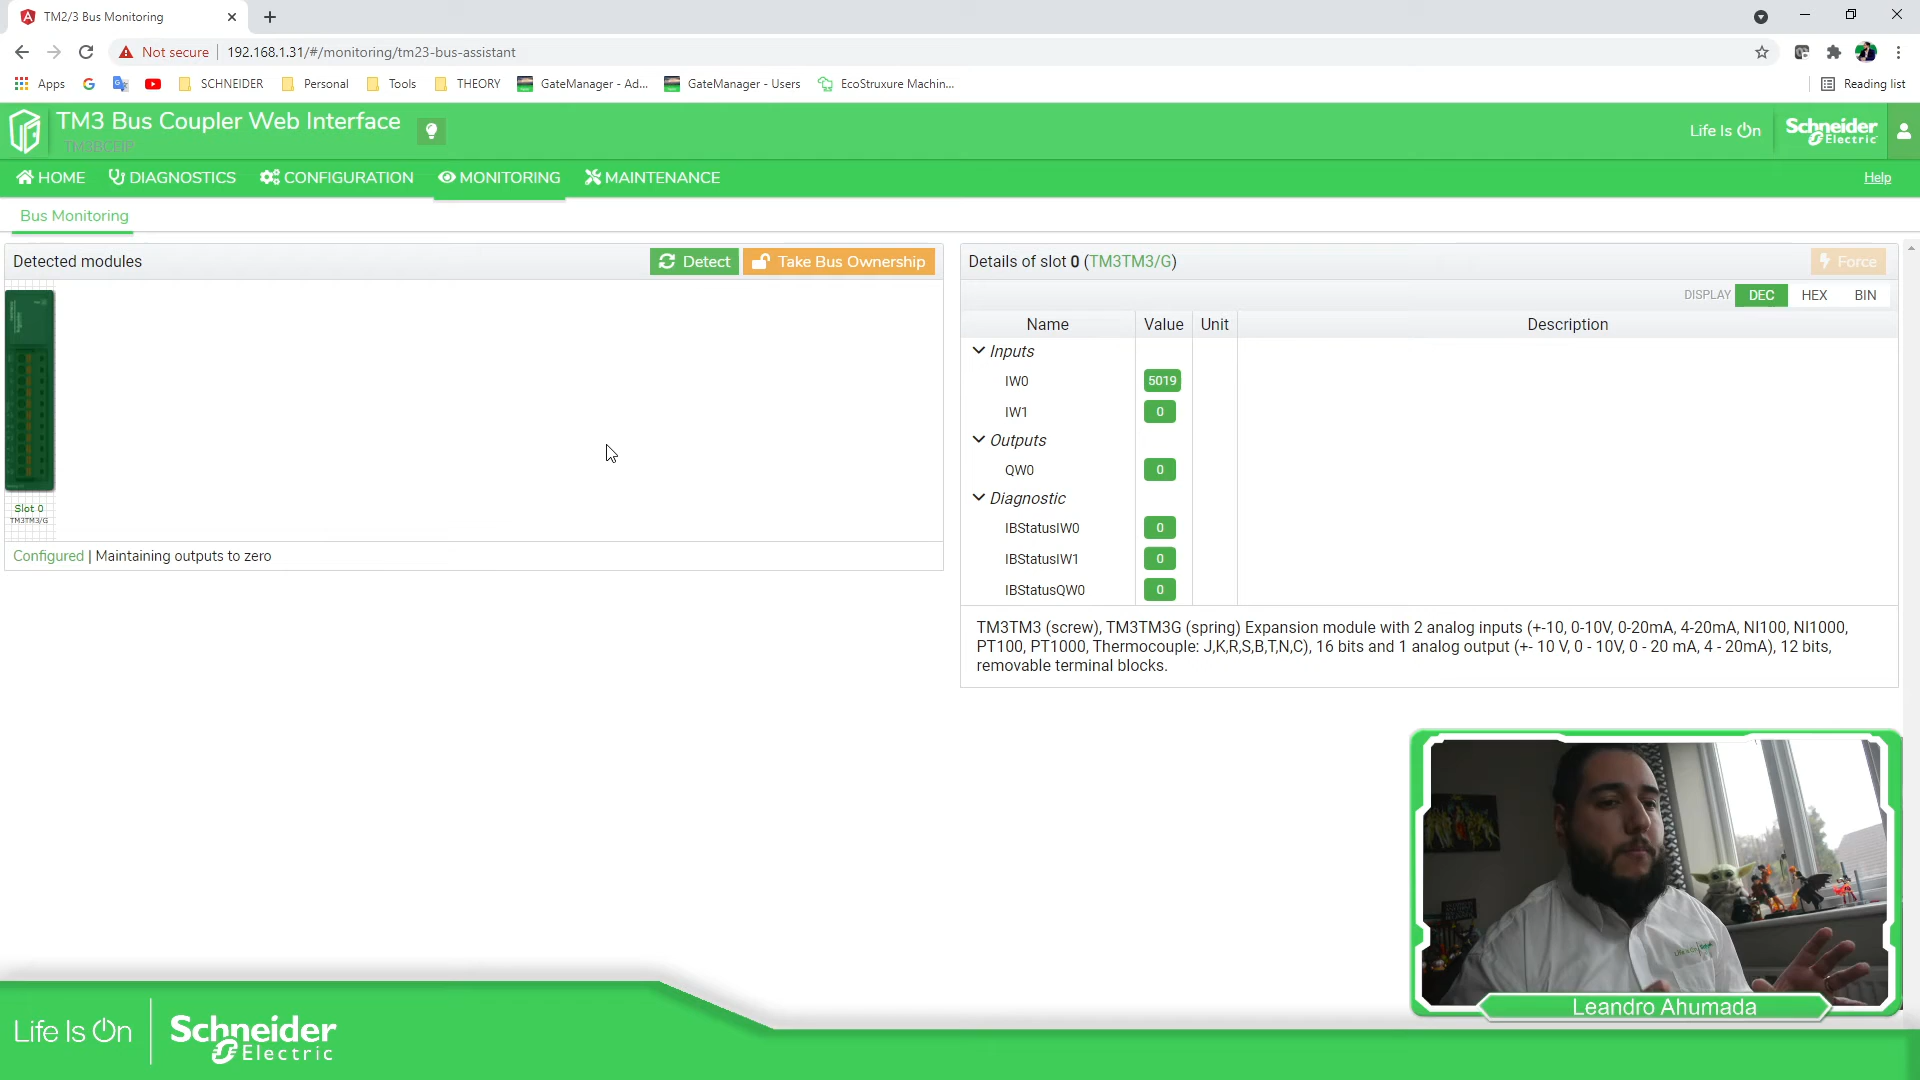 TM2/3 Bus Monitoring
Not secure
192.168.1.31/#/monitoring/tm23-bus-assistant
Apps
SCHNEIDER
Personal
Tools
THEORY
GateManager - Ad...
GateManager - Users
EcoStruxure Machin...
Reading list
TM3 Bus Coupler Web Interface
TM3BCEIP
Life Is On
Schneider
Electric
HOME
DIAGNOSTICS
CONFIGURATION
MONITORING
MAINTENANCE
Help
Bus Monitoring
Detected modules
Detect
Take Bus Ownership
Slot 0
TM3TM3/G
Configured | Maintaining outputs to zero
Details of slot 0 (TM3TM3/G)
Force
DISPLAY DEC HEX BIN
Name Value Unit Description
Inputs
IW0 5019
IW1 0
Outputs
QW0 0
Diagnostic
IBStatusIW0 0
IBStatusIW1 0
IBStatusQW0 0
TM3TM3 (screw), TM3TM3G (spring) Expansion module with 2 analog inputs (+-10, 0-10V, 0-20mA, 4-20mA, NI100, NI1000,
PT100, PT1000, Thermocouple: J,K,R,S,B,T,N,C), 16 bits and 1 analog output (+- 10 V, 0 - 10V, 0 - 20 mA, 4 - 20mA), 12 bits,
removable terminal blocks.
Leandro Ahumada
Life Is On
Schneider
Electric